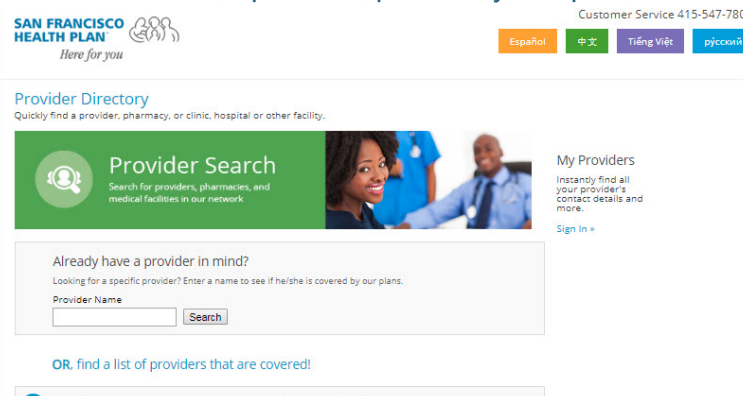 Customer Service 415-547-780
SAN FRANCISCO
HEALTH PLAN
Here for you
Español
中文
Tiếng Việt
русский
Provider Directory
Quickly find a provider, pharmacy, or clinic, hospital or other facility.
Provider Search
Search for providers, pharmacies, and
medical facilities in our network
My Providers
Instantly find all
your provider's
contact details and
more.
Sign In »
Already have a provider in mind?
Looking for a specific provider? Enter a name to see if he/she is covered by our plans.
Provider Name
Search
OR, find a list of providers that are covered!